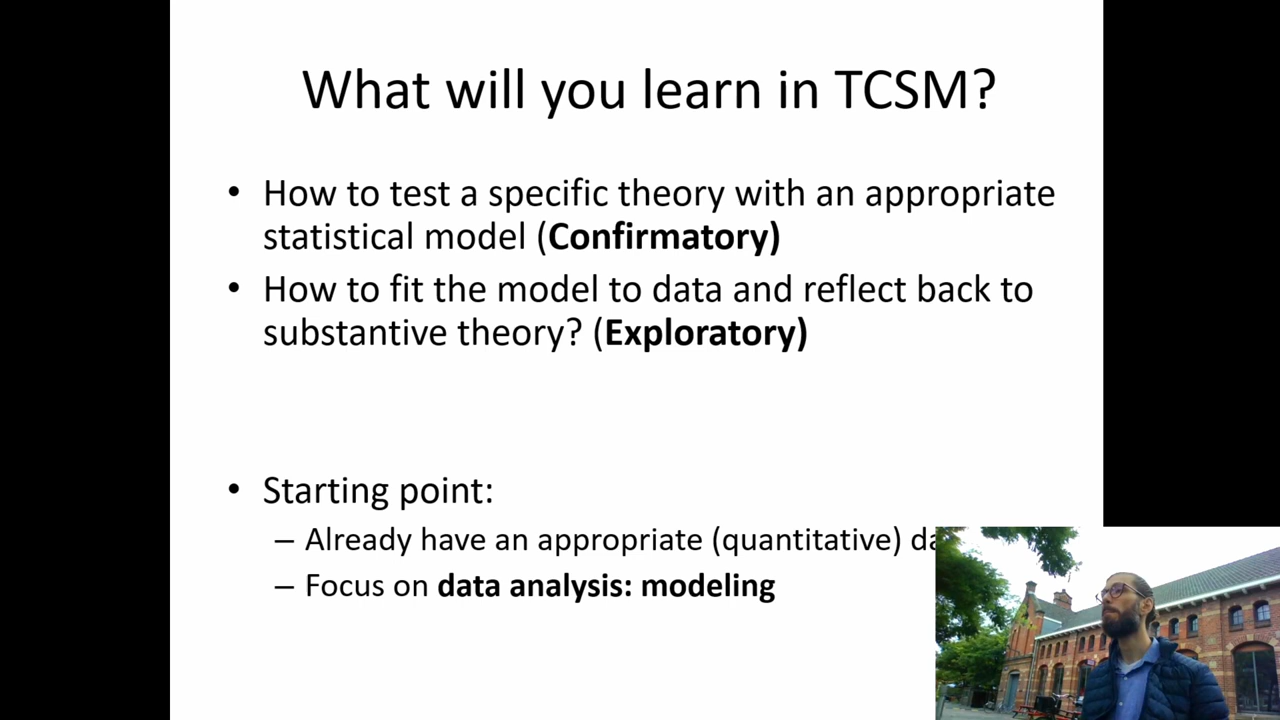 What will you learn in TCSM?
• How to test a specific theory with an appropriate
statistical model (Confirmatory)
• How to fit the model to data and reflect back to
substantive theory? (Exploratory)
• Starting point:
– Already have an appropriate (quantitative)
– Focus on data analysis: modeling